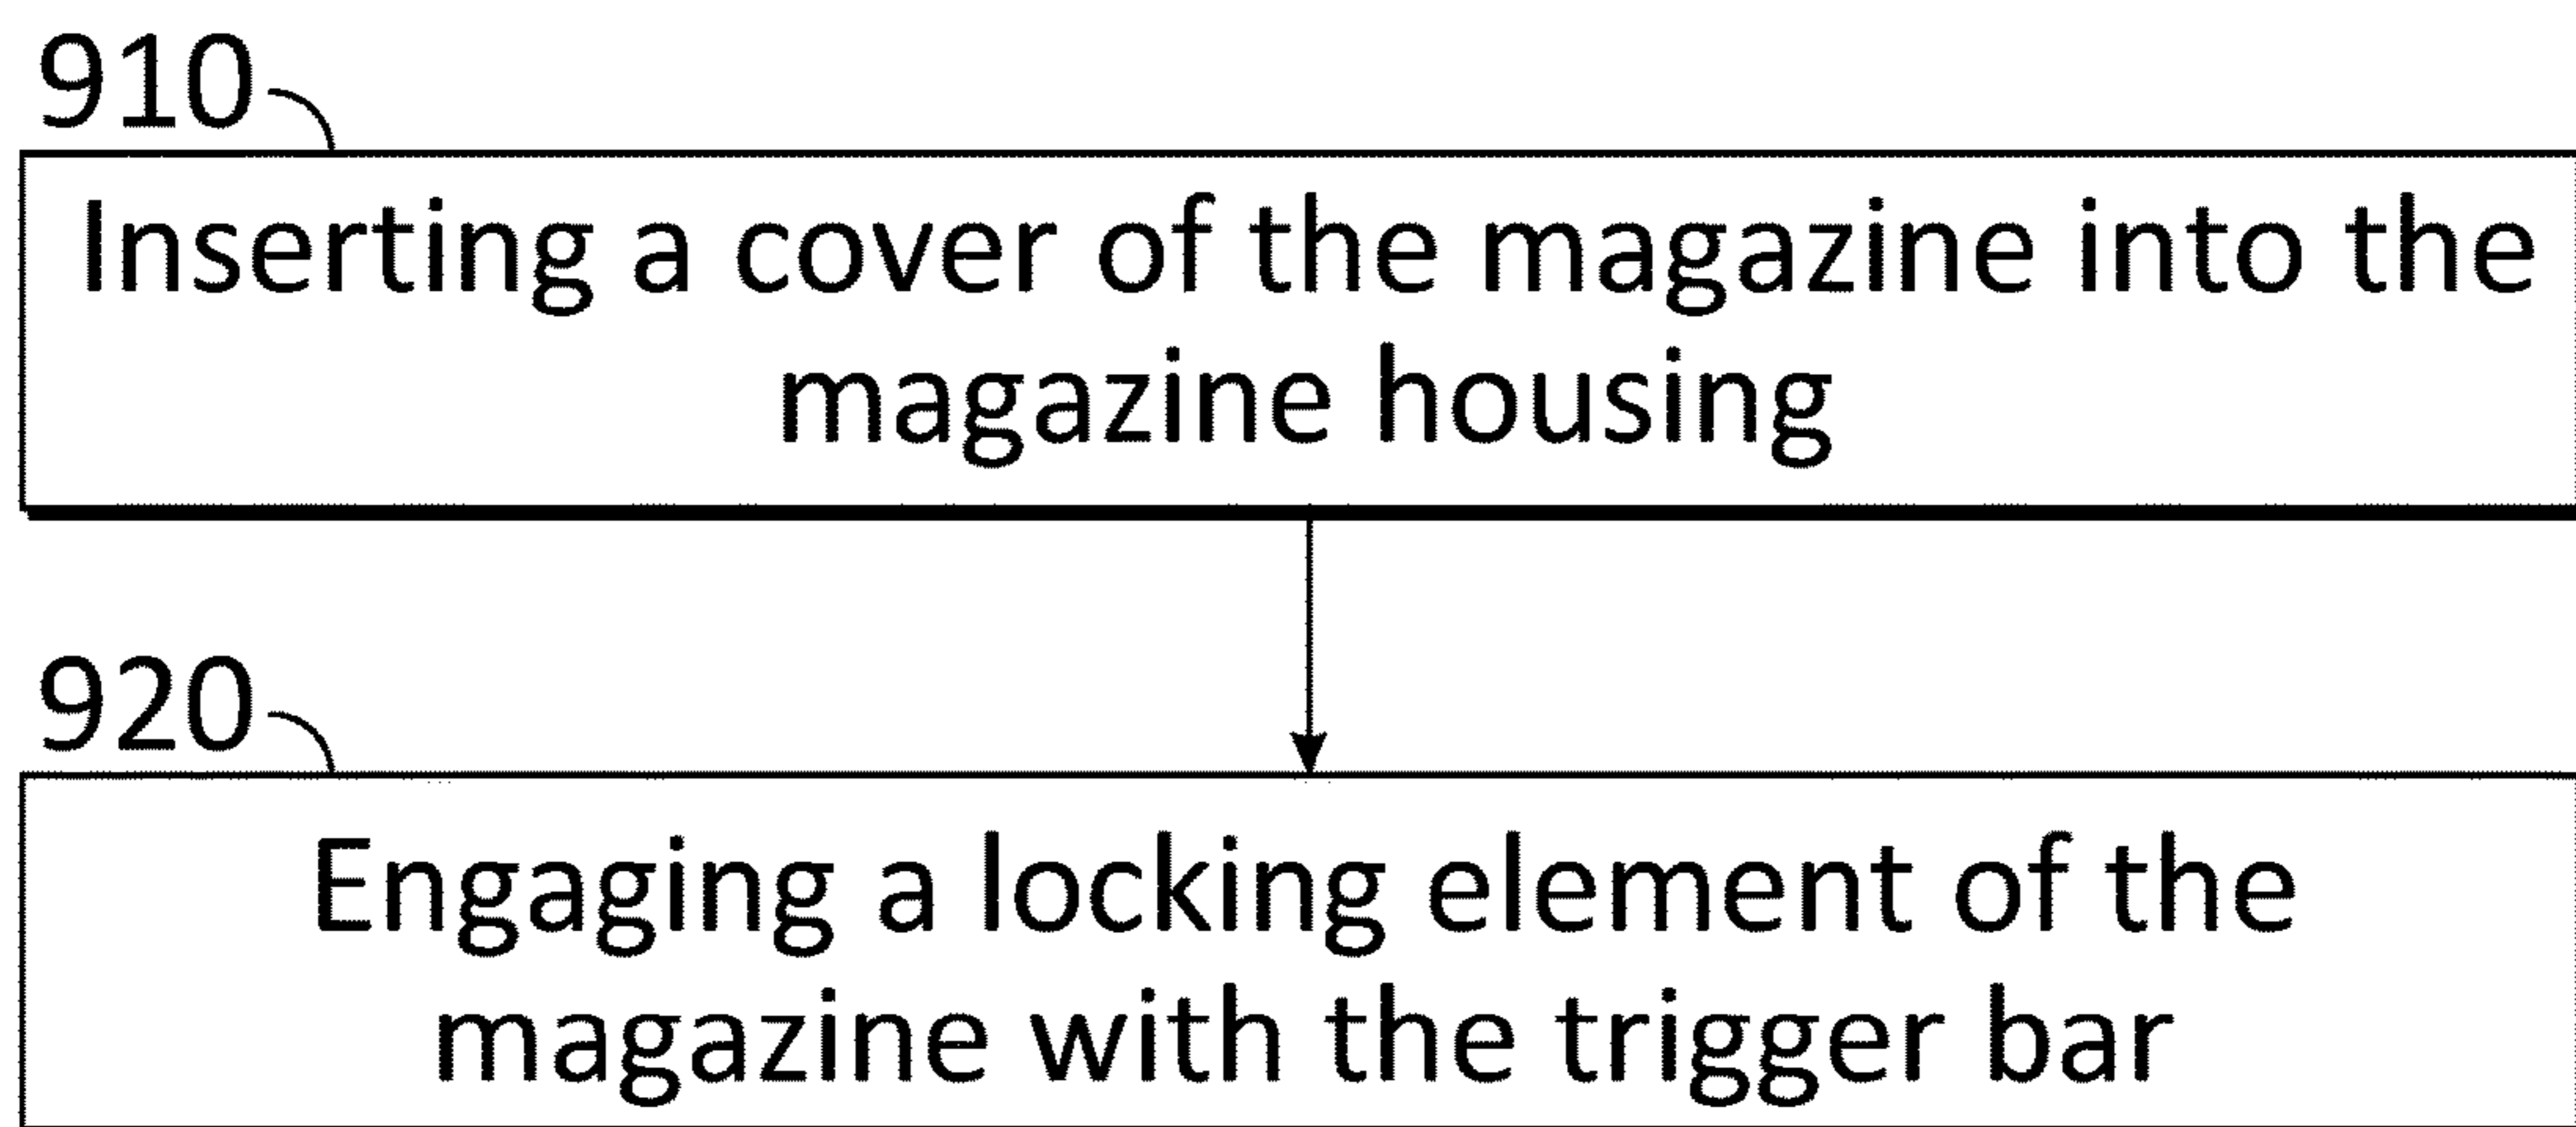 910
Inserting a cover of the magazine into the
magazine housing
920
Engaging a locking element of the
magazine with the trigger bar